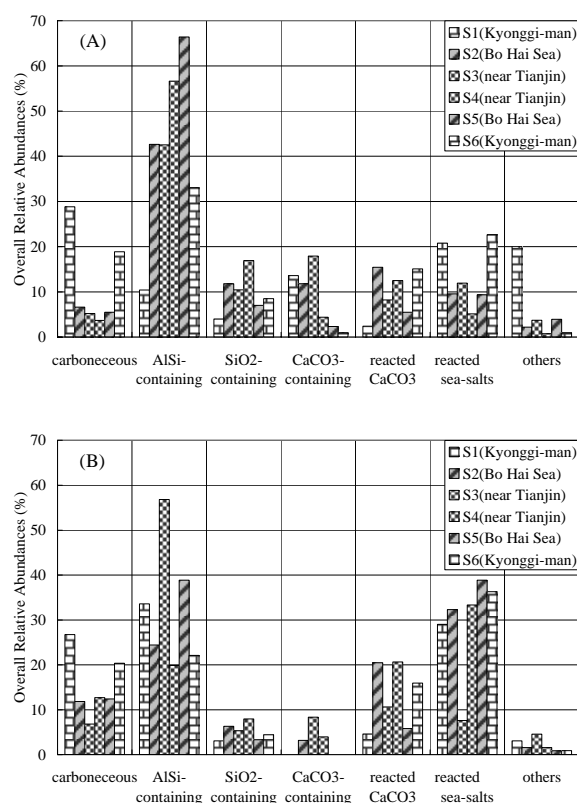 (A)
Overall Relative Abundances (%)
70
60
50
40
30
20
10
0
S1(Kyonggi-man)
S2(Bo Hai Sea)
S3(near Tianjin)
S4(near Tianjin)
S5(Bo Hai Sea)
S6(Kyonggi-man)
carboneceous AlSi- SiO2- CaCO3- reacted reacted others
containing containing containing CaCO3 sea-salts
(B)
Overall Relative Abundances (%)
70
60
50
40
30
20
10
0
S1(Kyonggi-man)
S2(Bo Hai Sea)
S3(near Tianjin)
S4(near Tianjin)
S5(Bo Hai Sea)
S6(Kyonggi-man)
carboneceous AlSi- SiO2- CaCO3- reacted reacted others
containing containing containing CaCO3 sea-salts